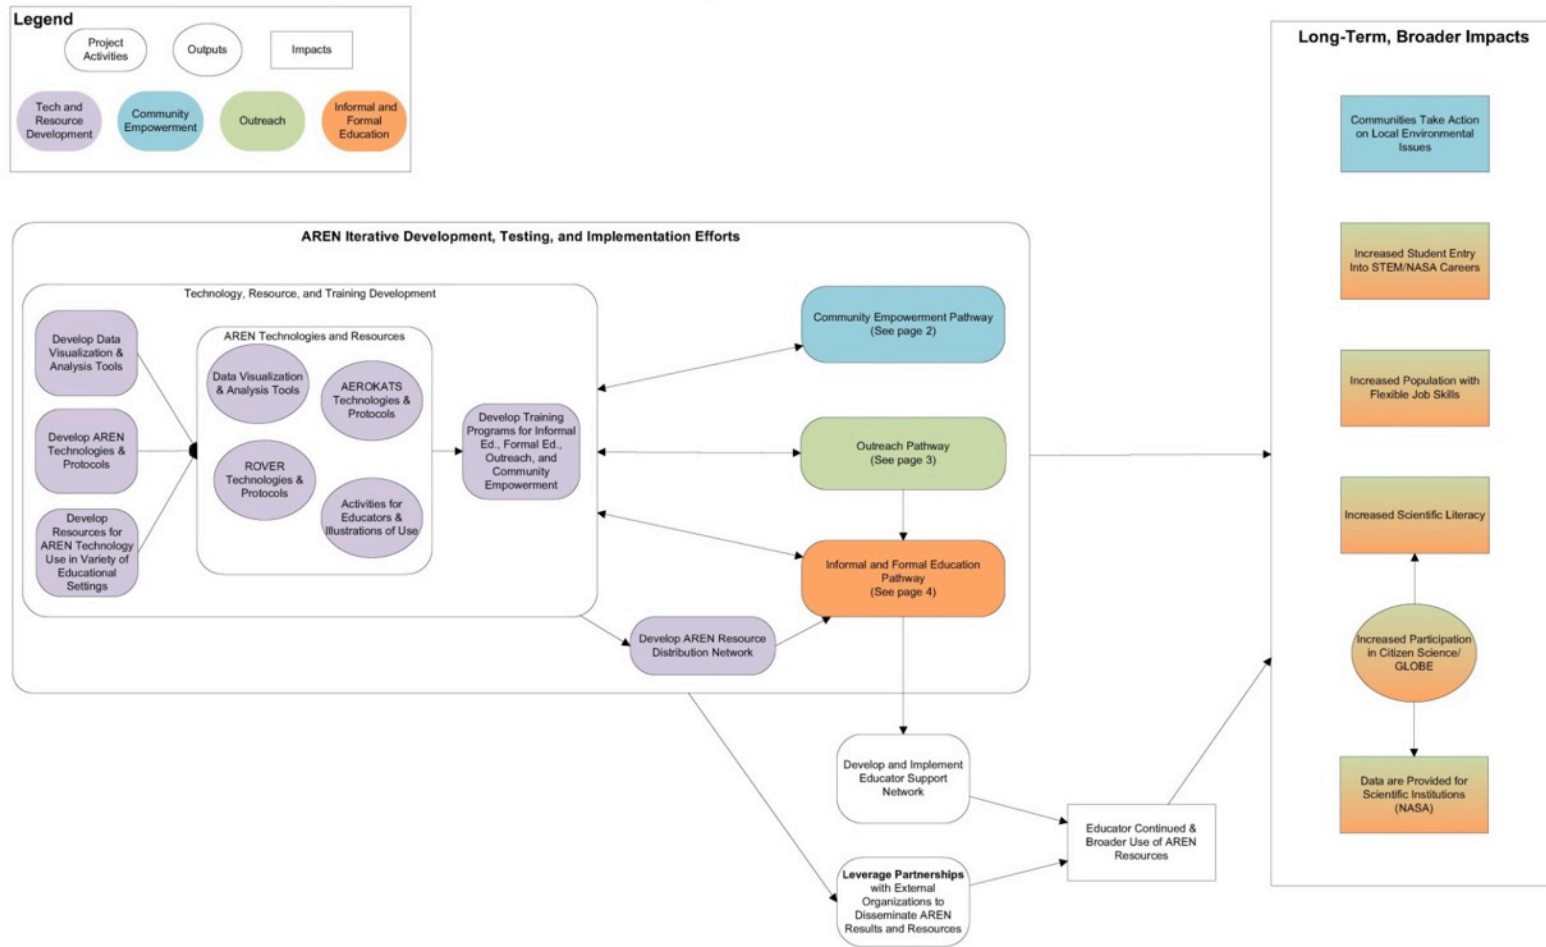 Legend
Project
Activities
Outputs
Impacts
Tech and
Resource
Development
Community
Empowerment
Outreach
Informal and
Formal
Education
AREN Iterative Development, Testing, and Implementation Efforts
Technology, Resource, and Training Development
Develop Data
Visualization &
Analysis Tools
Develop AREN
Technologies &
Protocols
Develop
Resources for
AREN Technology
Use in Variety of
Educational
Settings
AREN Technologies and Resources
Data Visualization
& Analysis Tools
AEROKATS
Technologies &
Protocols
ROVER
Technologies &
Protocols
Activities for
Educators &
Illustrations of Use
Develop Training
Programs for Informal
Ed., Formal Ed.,
Outreach, and
Community
Empowerment
Community Empowerment Pathway
(See page 2)
Outreach Pathway
(See page 3)
Informal and Formal Education
Pathway
(See page 4)
Develop AREN Resource
Distribution Network
Develop and Implement
Educator Support
Network
Leverage Partnerships
with External
Organizations to
Disseminate AREN
Results and Resources
Educator Continued &
Broader Use of AREN
Resources
Long-Term, Broader Impacts
Communities Take Action
on Local Environmental
Issues
Increased Student Entry
Into STEM/NASA Careers
Increased Population with
Flexible Job Skills
Increased Scientific Literacy
Increased Participation
in Citizen Science/
GLOBE
Data are Provided for
Scientific Institutions
(NASA)